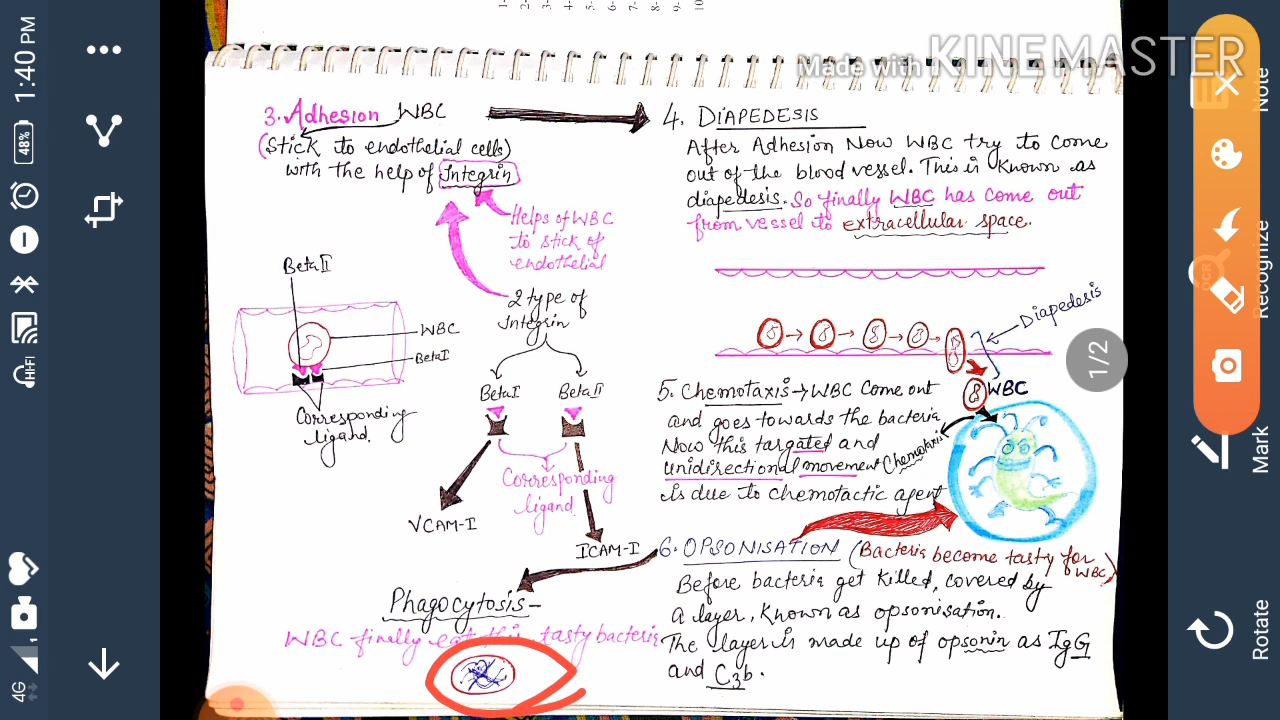 1:40 PM
48%
HI-FI
4G
1
Made with KINEMASTER
3. Adhesion WBC
(Stick to endothelial cells)
with the help of Integrin
Helps of WBC
to stick of
endothelial
2 type of
Integrin
Beta II
WBC
Beta I
Corresponding
ligand.
Beta I Beta II
Corresponding
ligand
VCAM-I
ICAM-I
4. DIAPEDESIS
After Adhesion Now WBC try to come
out of the blood vessel. This is known as
diapedesis. So finally WBC has come out
from vessel to extracellular space.
Diapedesis
WBC
5. Chemotaxis → WBC Come out
and goes towards the bacteria
Now this targated and
unidirectional movement Chemotaxis
is due to chemotactic agent
6. OPSONISATION (Bacteria become tasty for
WBC)
Before bacteria get killed, covered by
a layer, known as opsonisation.
The layer is made up of opsonin as IgG
and C3b.
Phagocytosis-
WBC finally eat this tasty bacteria
1/2
Note
OCR
Recognize
Mark
Rotate